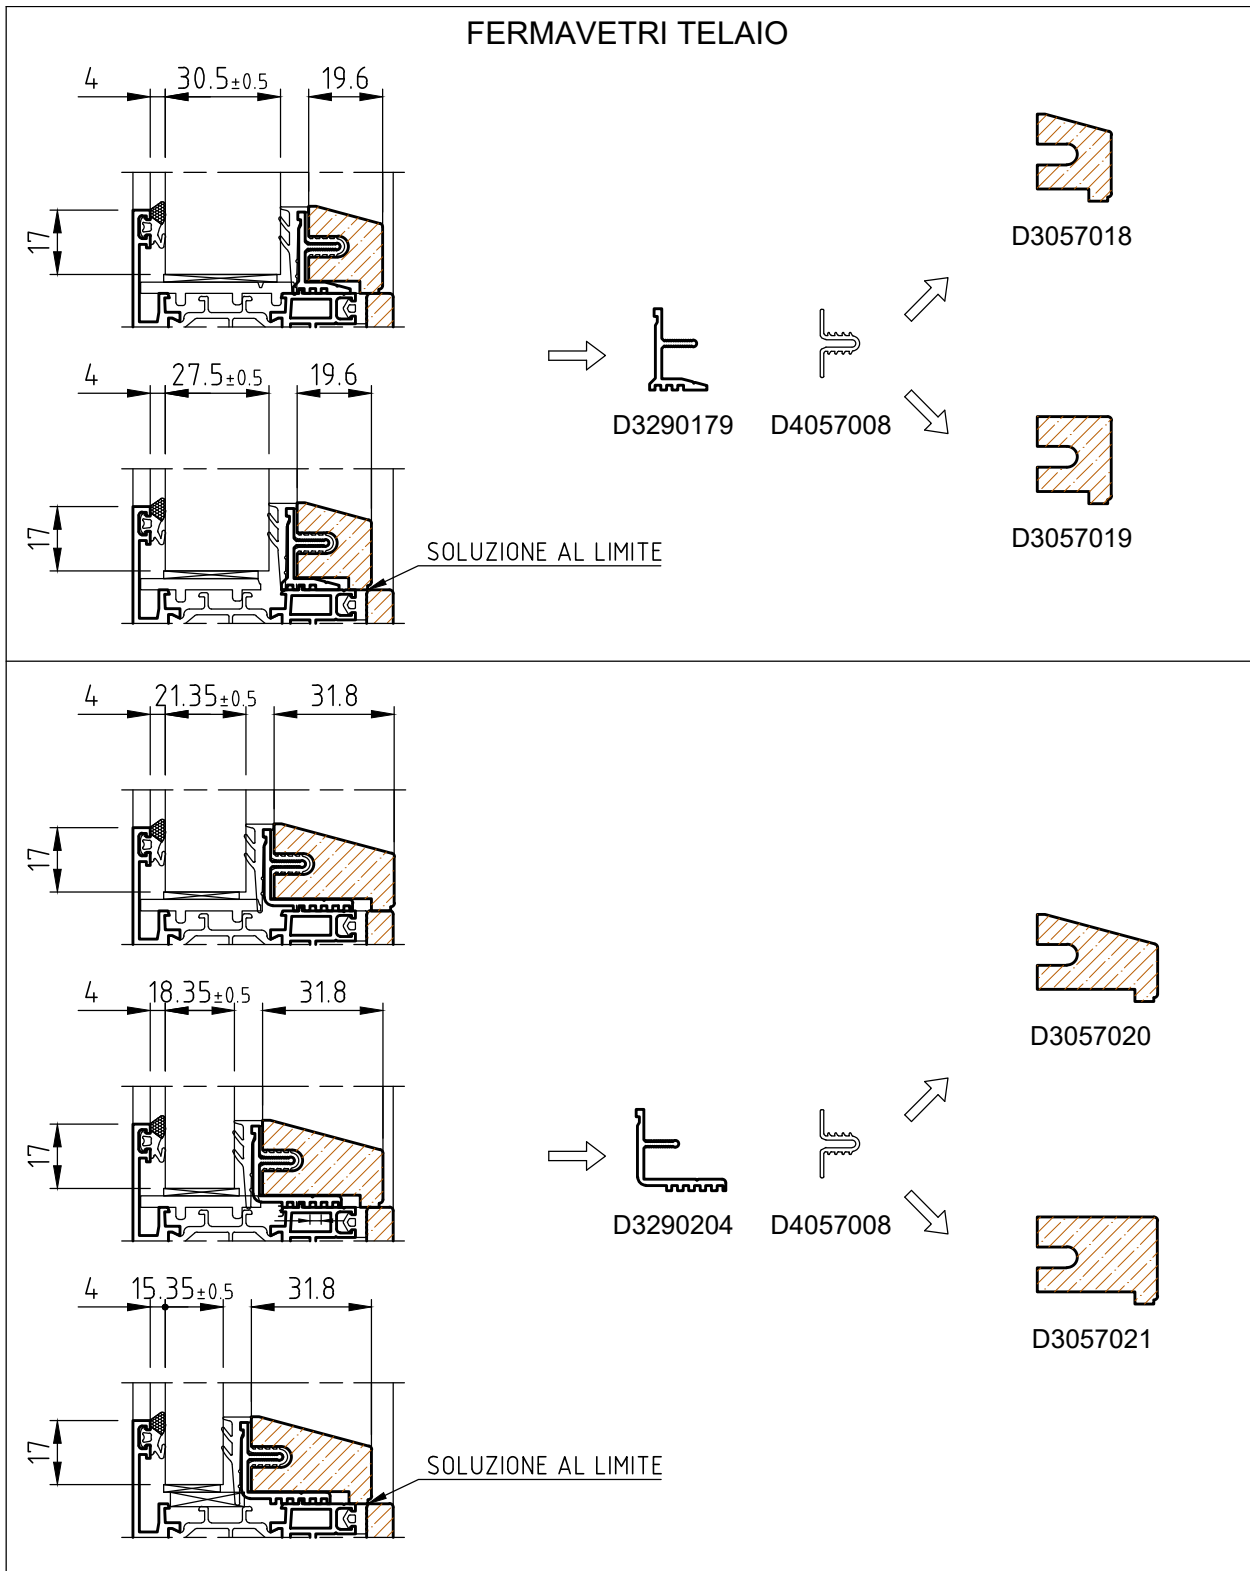 FERMAVETRI TELAIO
4 30.5±0.5 19.6
17
D3057018
4 27.5±0.5 19.6
17
SOLUZIONE AL LIMITE
D3290179 D4057008
D3057019
4 21.35±0.5 31.8
17
4 18.35±0.5 31.8
17
D3057020
D3290204 D4057008
4 15.35±0.5 31.8
17
SOLUZIONE AL LIMITE
D3057021